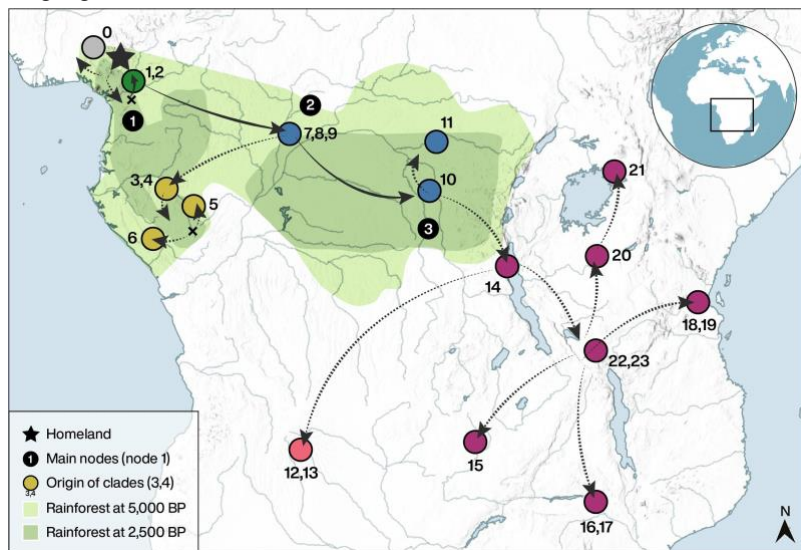 0
Homeland
1,2
1
2
7,8,9
11
3,4
5
10
21
6
3
14
20
18,19
22,23
Homeland
1 Main nodes (node 1)
3,4 Origin of clades (3,4)
Rainforest at 5,000 BP
Rainforest at 2,500 BP
12,13
15
16,17
N